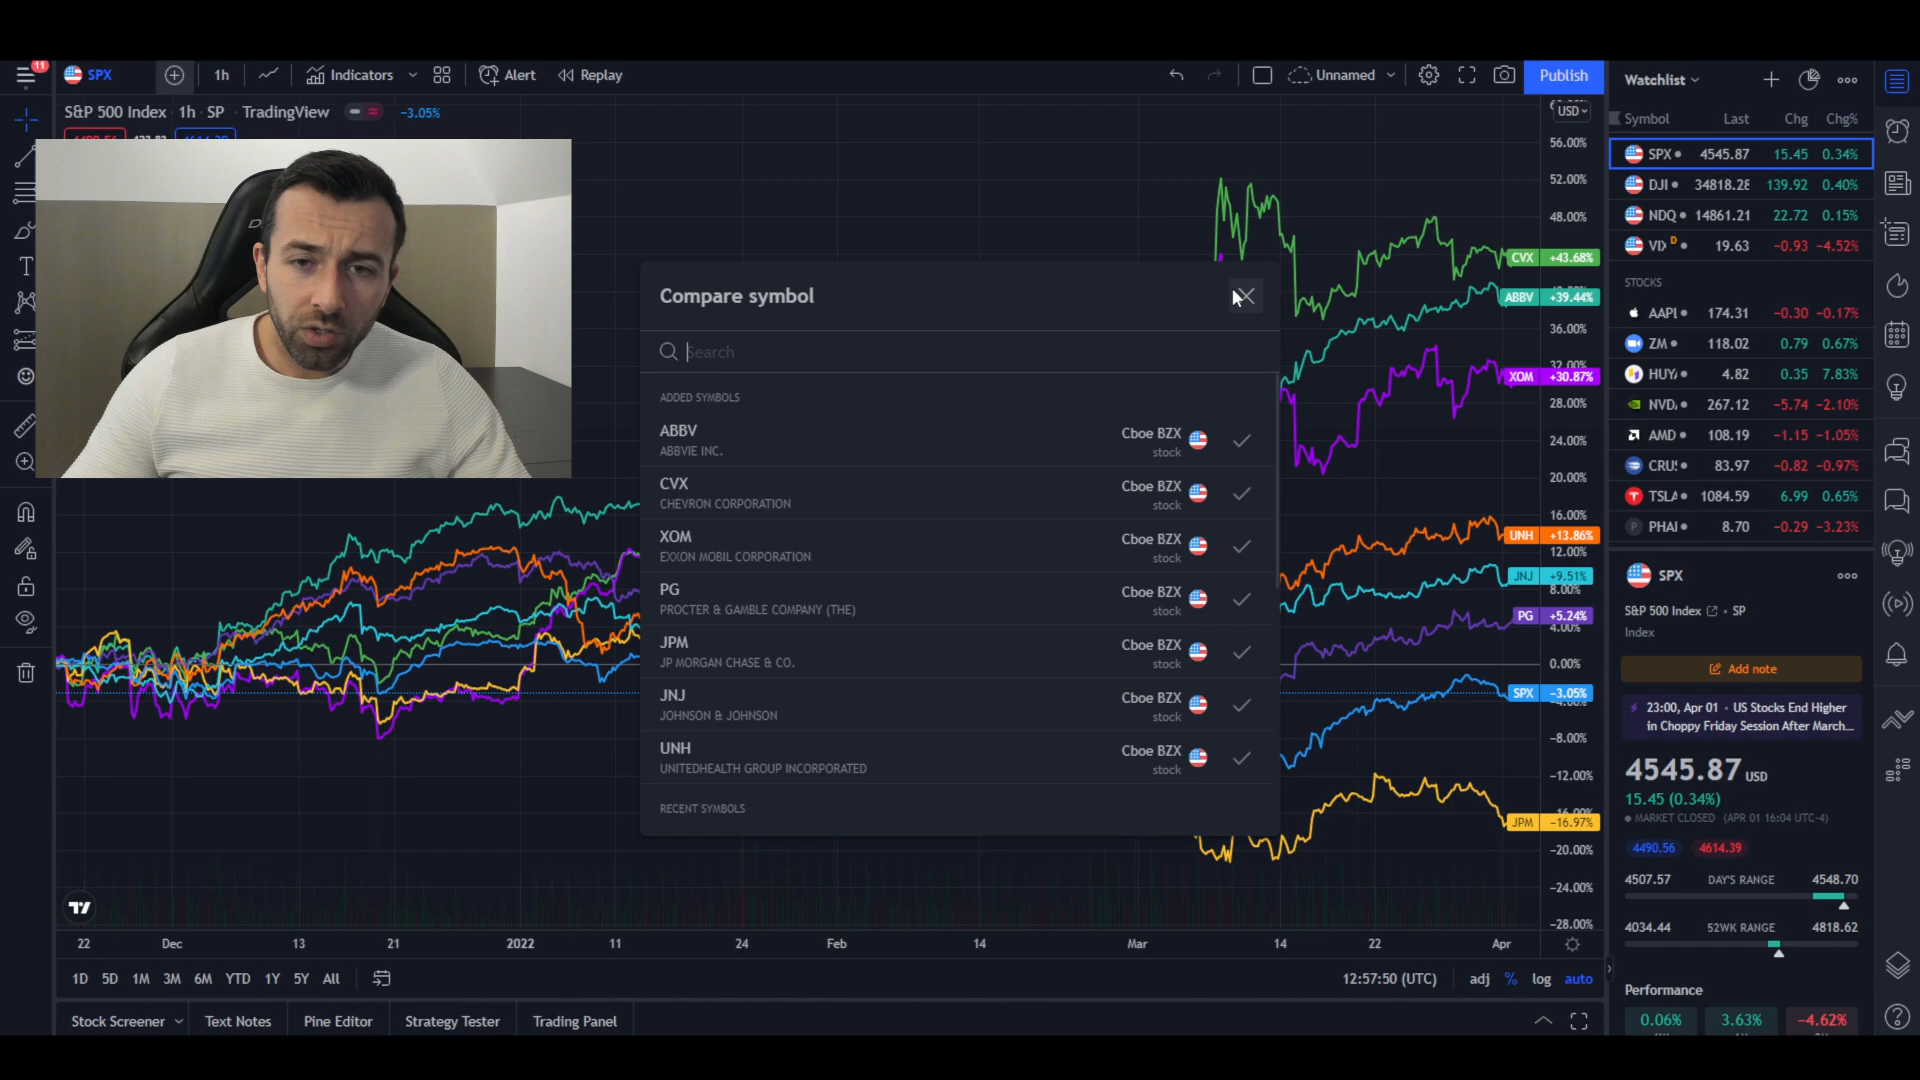 11
SPX
1h
Indicators
Alert
Replay
Unnamed
Publish
S&P 500 Index · 1h · SP · TradingView
-3.05%
USD
Compare symbol
Search
ADDED SYMBOLS
ABBV
ABBVIE INC.
Cboe BZX
stock
CVX
CHEVRON CORPORATION
Cboe BZX
stock
XOM
EXXON MOBIL CORPORATION
Cboe BZX
stock
PG
PROCTER & GAMBLE COMPANY (THE)
Cboe BZX
stock
JPM
JP MORGAN CHASE & CO.
Cboe BZX
stock
JNJ
JOHNSON & JOHNSON
Cboe BZX
stock
UNH
UNITEDHEALTH GROUP INCORPORATED
Cboe BZX
stock
RECENT SYMBOLS
56.00%
52.00%
48.00%
CVX +43.68%
ABBV +39.44%
36.00%
32.00%
XOM +30.87%
28.00%
24.00%
20.00%
16.00%
UNH +13.86%
12.00%
JNJ +9.51%
8.00%
PG +5.24%
4.00%
0.00%
SPX -3.05%
-4.00%
-8.00%
-12.00%
-16.00%
JPM -16.97%
-20.00%
-24.00%
-28.00%
22 Dec 13 21 2022 11 24 Feb 14 Mar 14 22 Apr
1D 5D 1M 3M 6M YTD 1Y 5Y All
12:57:50 (UTC) adj % log auto
Stock Screener Text Notes Pine Editor Strategy Tester Trading Panel
Watchlist
Symbol Last Chg Chg%
SPX 4545.87 15.45 0.34%
DJI 34818.28 139.92 0.40%
NDQ 14861.21 22.72 0.15%
VIX D 19.63 -0.93 -4.52%
STOCKS
AAPL 174.31 -0.30 -0.17%
ZM 118.02 0.79 0.67%
HUYA 4.82 0.35 7.83%
NVDA 267.12 -5.74 -2.10%
AMD 108.19 -1.15 -1.05%
CRUS 83.97 -0.82 -0.97%
TSLA 1084.59 6.99 0.65%
PHAI 8.70 -0.29 -3.23%
SPX
S&P 500 Index • SP
Index
Add note
23:00, Apr 01 • US Stocks End Higher
in Choppy Friday Session After March...
4545.87 USD
15.45 (0.34%)
MARKET CLOSED (APR 01 16:04 UTC-4)
4490.56 4614.39
4507.57 DAY'S RANGE 4548.70
4034.44 52WK RANGE 4818.62
Performance
0.06% 3.63% -4.62%